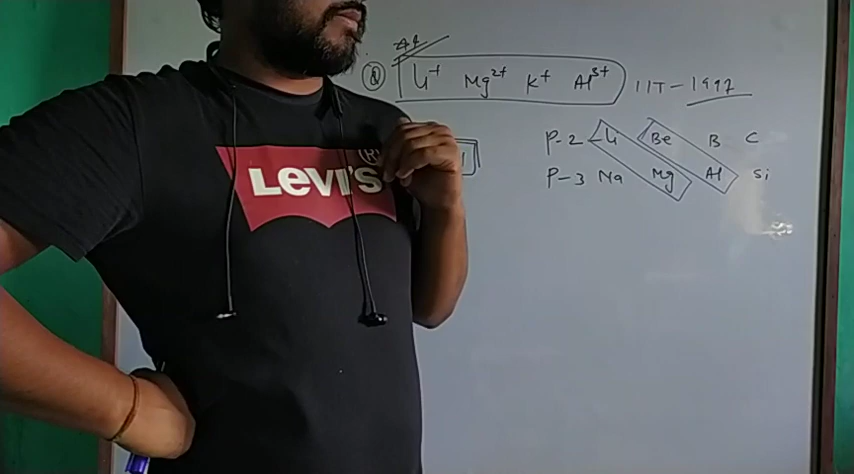 Q Li⁺ Mg²⁺ K⁺ Al³⁺ IIT - 1997
P-2 Li Be B C
P-3 Na Mg Al Si
Levi's ®